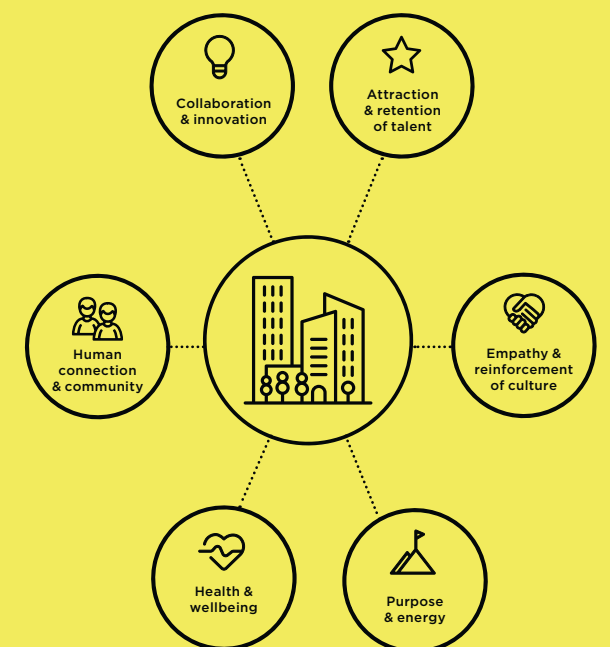 Collaboration
& innovation
Attraction
& retention
of talent
Human
connection
& community
Empathy &
reinforcement
of culture
Health &
wellbeing
Purpose
& energy